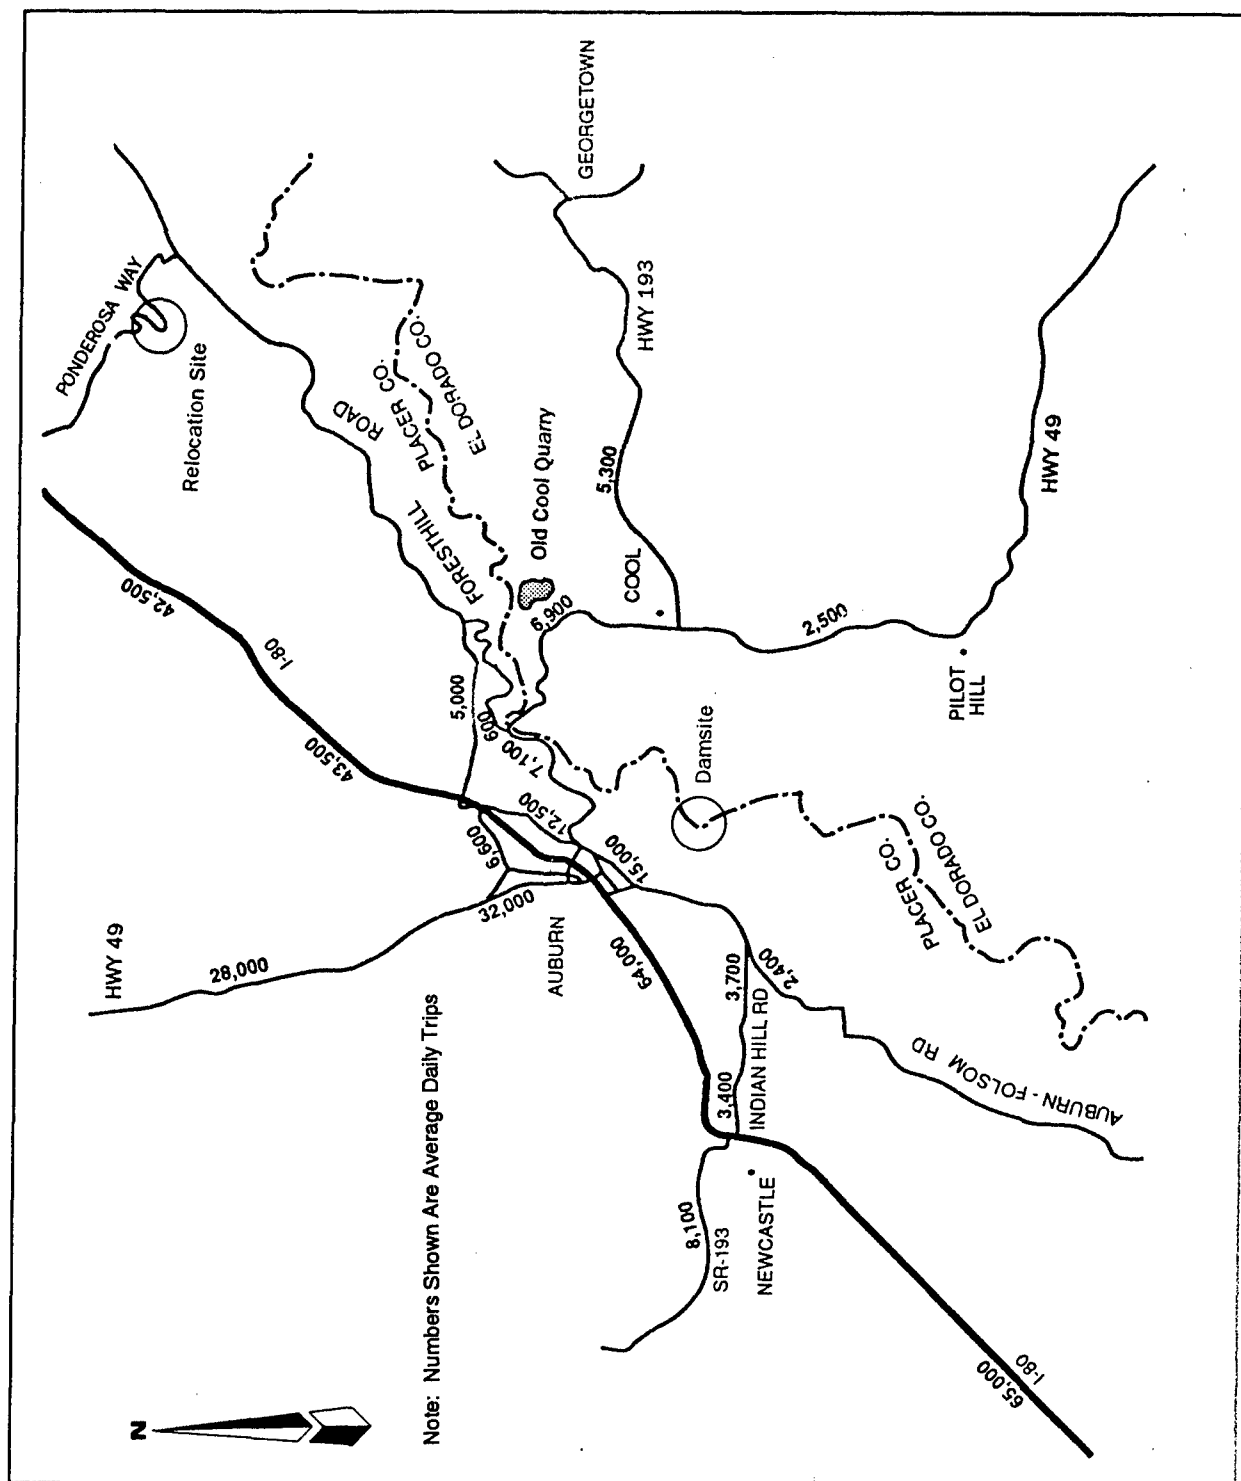 N
HWY 49
28,000
42,500
PONDEROSA WAY
Relocation Site
I-80
43,500
Note: Numbers Shown Are Average Daily Trips
32,000
6,600
5,000
FORESTHILL
ROAD
PLACER CO.
EL DORADO CO.
600
7,100
12,500
Old Cool Quarry
6,900
GEORGETOWN
AUBURN
64,000
15,000
5,300
HWY 193
COOL
Damsite
8,100
SR-193
3,400
3,700
INDIAN HILL RD
2,400
NEWCASTLE
2,500
PLACER CO.
EL DORADO CO.
AUBURN - FOLSOM RD
PILOT
HILL
HWY 49
65,000
I-80